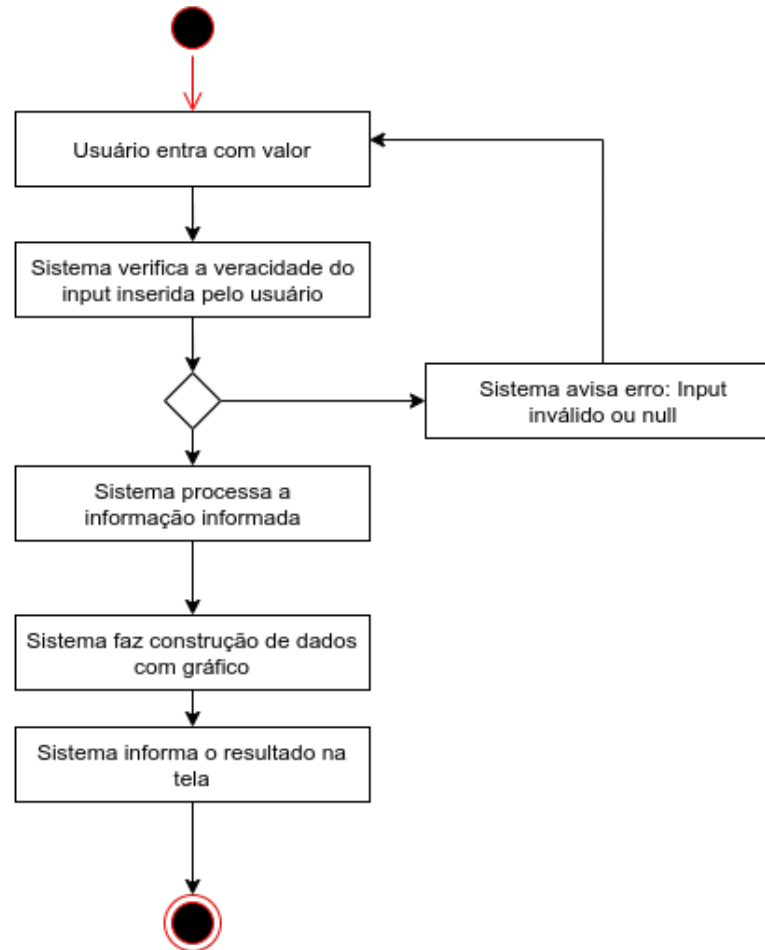 Usuário entra com valor
Sistema verifica a veracidade do
input inserida pelo usuário
Sistema avisa erro: Input
inválido ou null
Sistema processa a
informação informada
Sistema faz construção de dados
com gráfico
Sistema informa o resultado na
tela